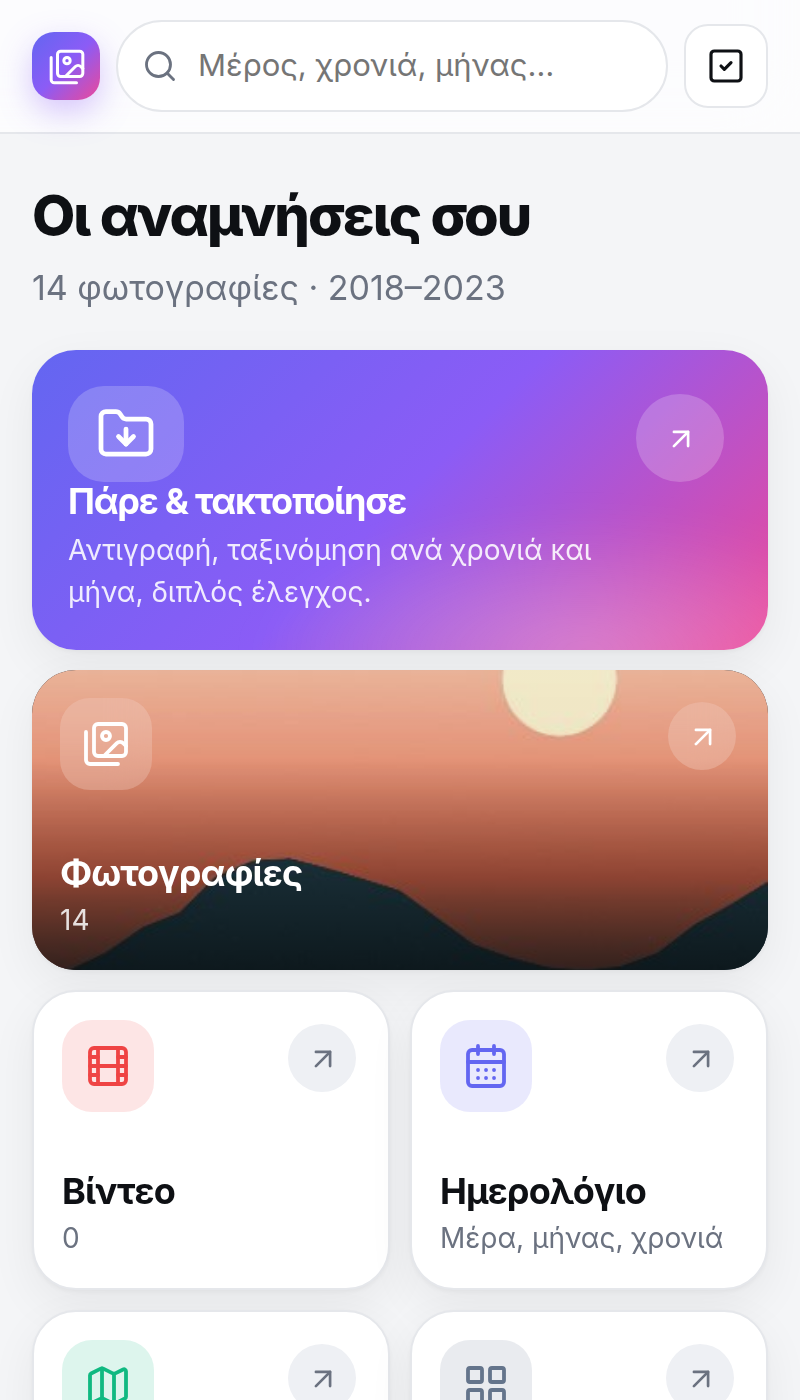 Μέρος, χρονιά, μήνας...
Οι αναμνήσεις σου
14 φωτογραφίες · 2018–2023
Πάρε & τακτοποίησε
Αντιγραφή, ταξινόμηση ανά χρονιά και
μήνα, διπλός έλεγχος.
Φωτογραφίες
14
Βίντεο
0
Ημερολόγιο
Μέρα, μήνας, χρονιά